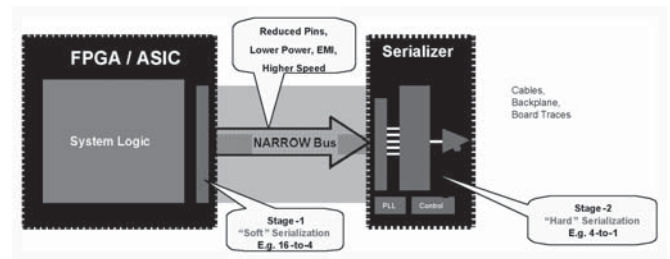 Reduced Pins,
Lower Power, EMI,
Higher Speed
FPGA / ASIC
Serializer
System Logic
NARROW Bus
Cables,
Backplane,
Board Traces
PLL
Control
Stage-1
"Soft" Serialization
E.g. 16-to-4
Stage-2
"Hard" Serialization
E.g. 4-to-1